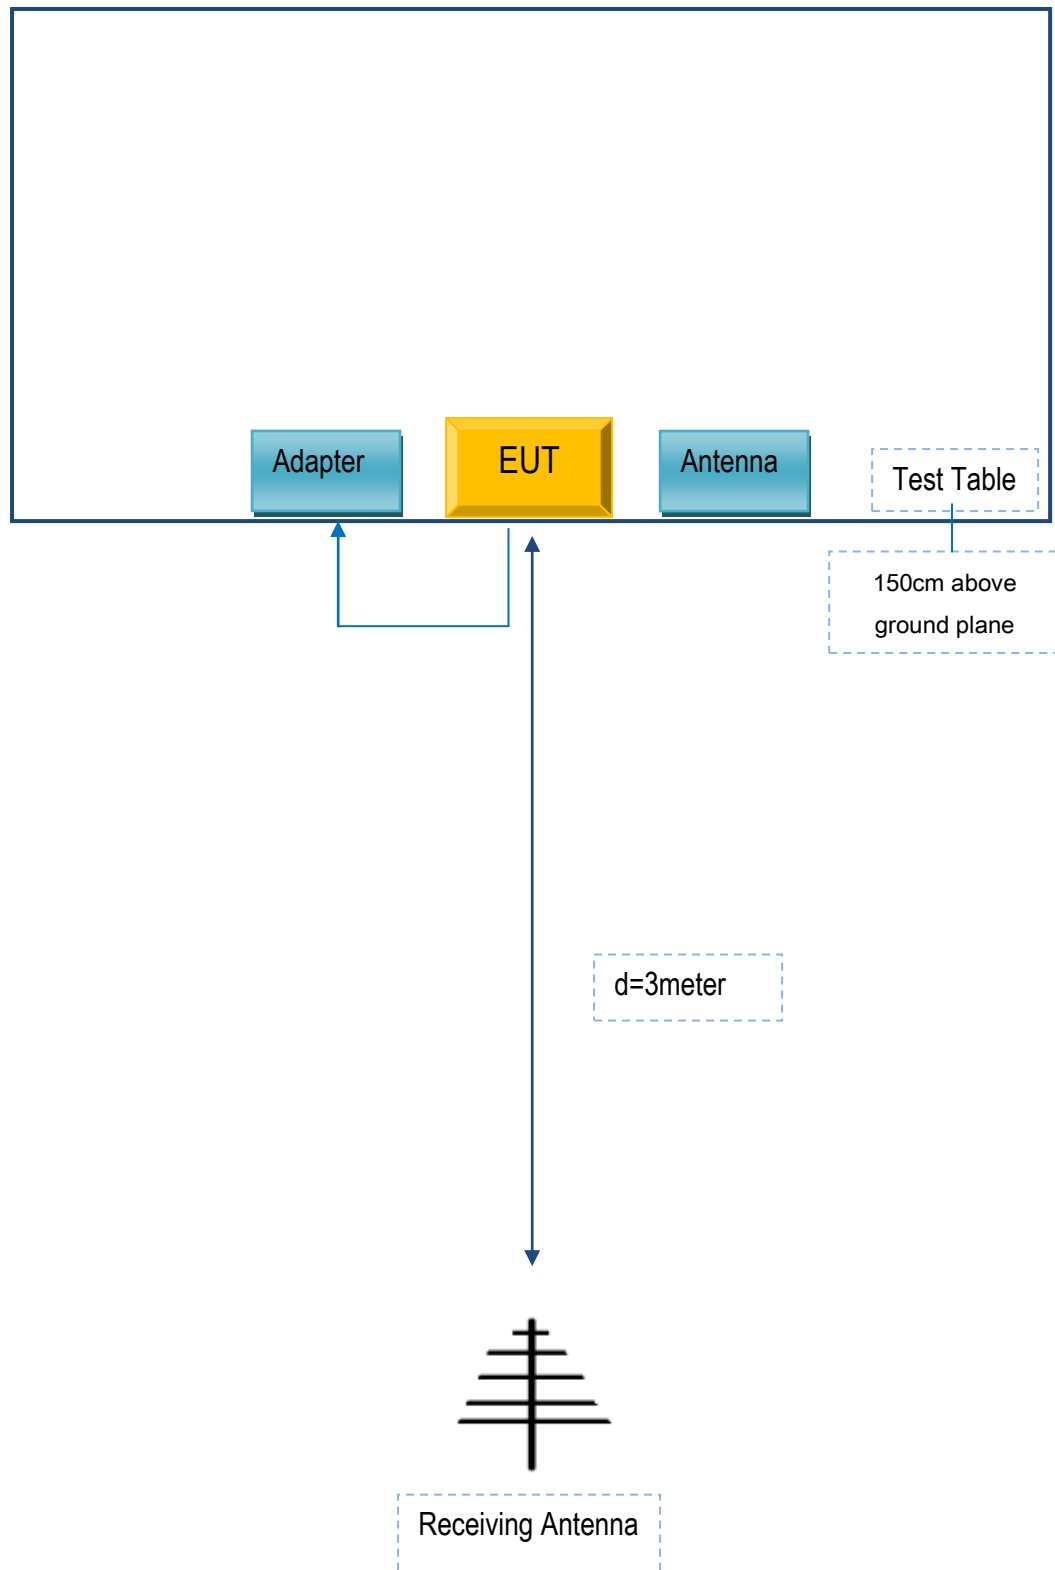 Adapter
EUT
Antenna
Test Table
150cm above
ground plane
d=3meter
Receiving Antenna